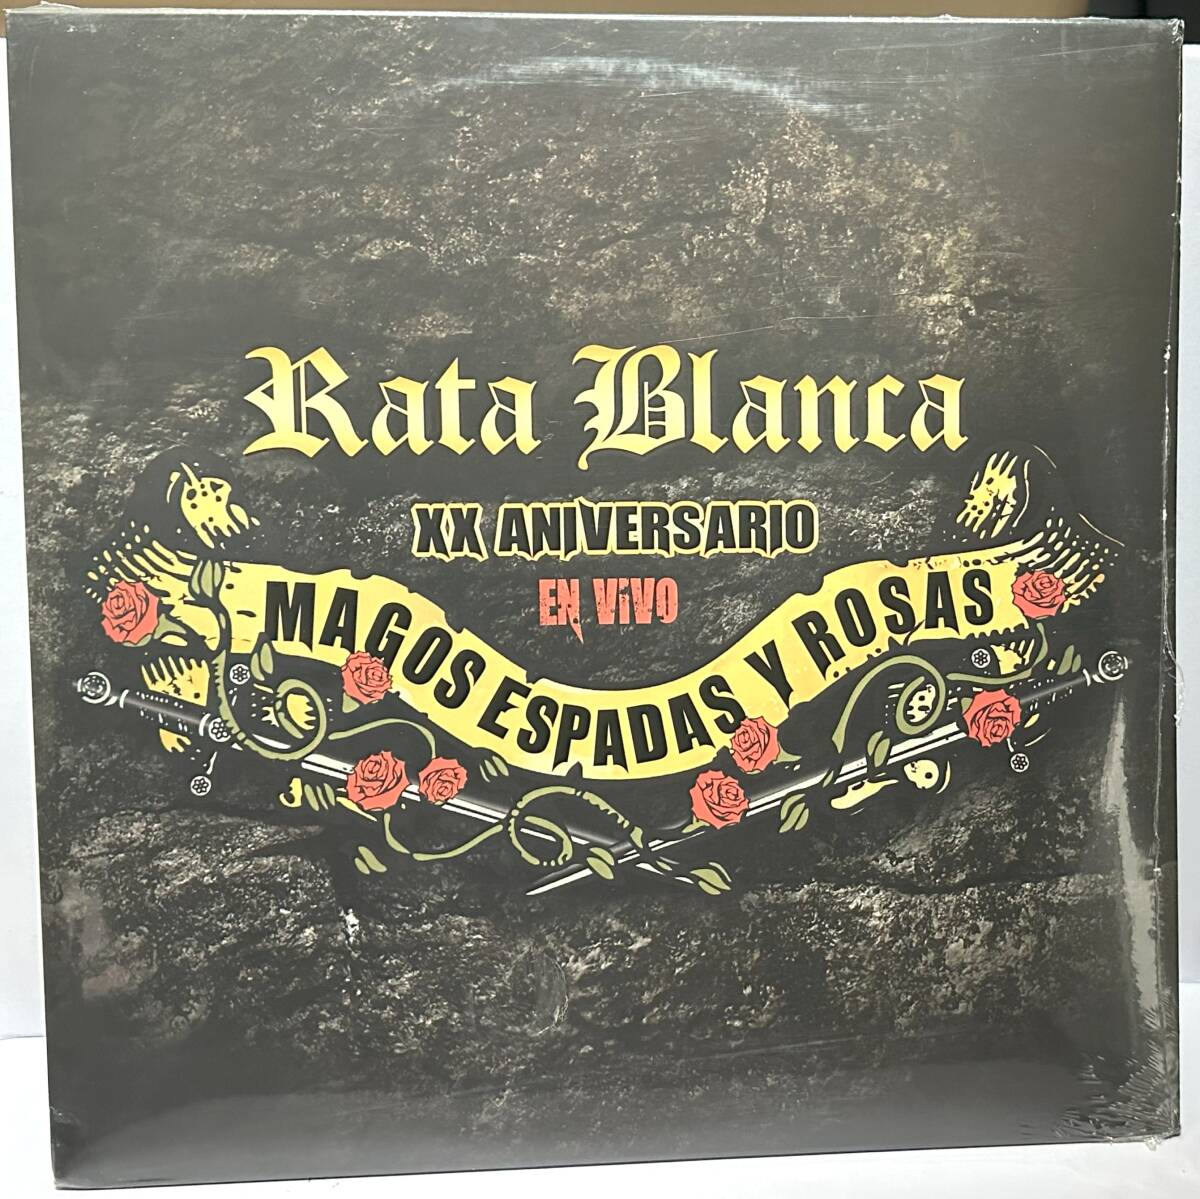 Rata Blanca
XX ANIVERSARIO
EN ViVO
MAGOS ESPADAS Y ROSAS